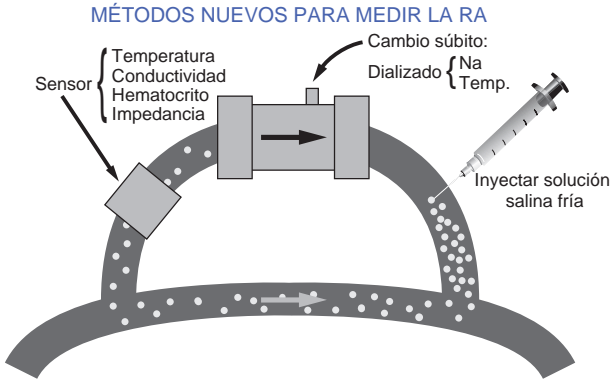 MÉTODOS NUEVOS PARA MEDIR LA RA
Sensor
Temperatura
Conductividad
Hematocrito
Impedancia
Cambio súbito:
Dializado
Na
Temp.
Inyectar solución
salina fría